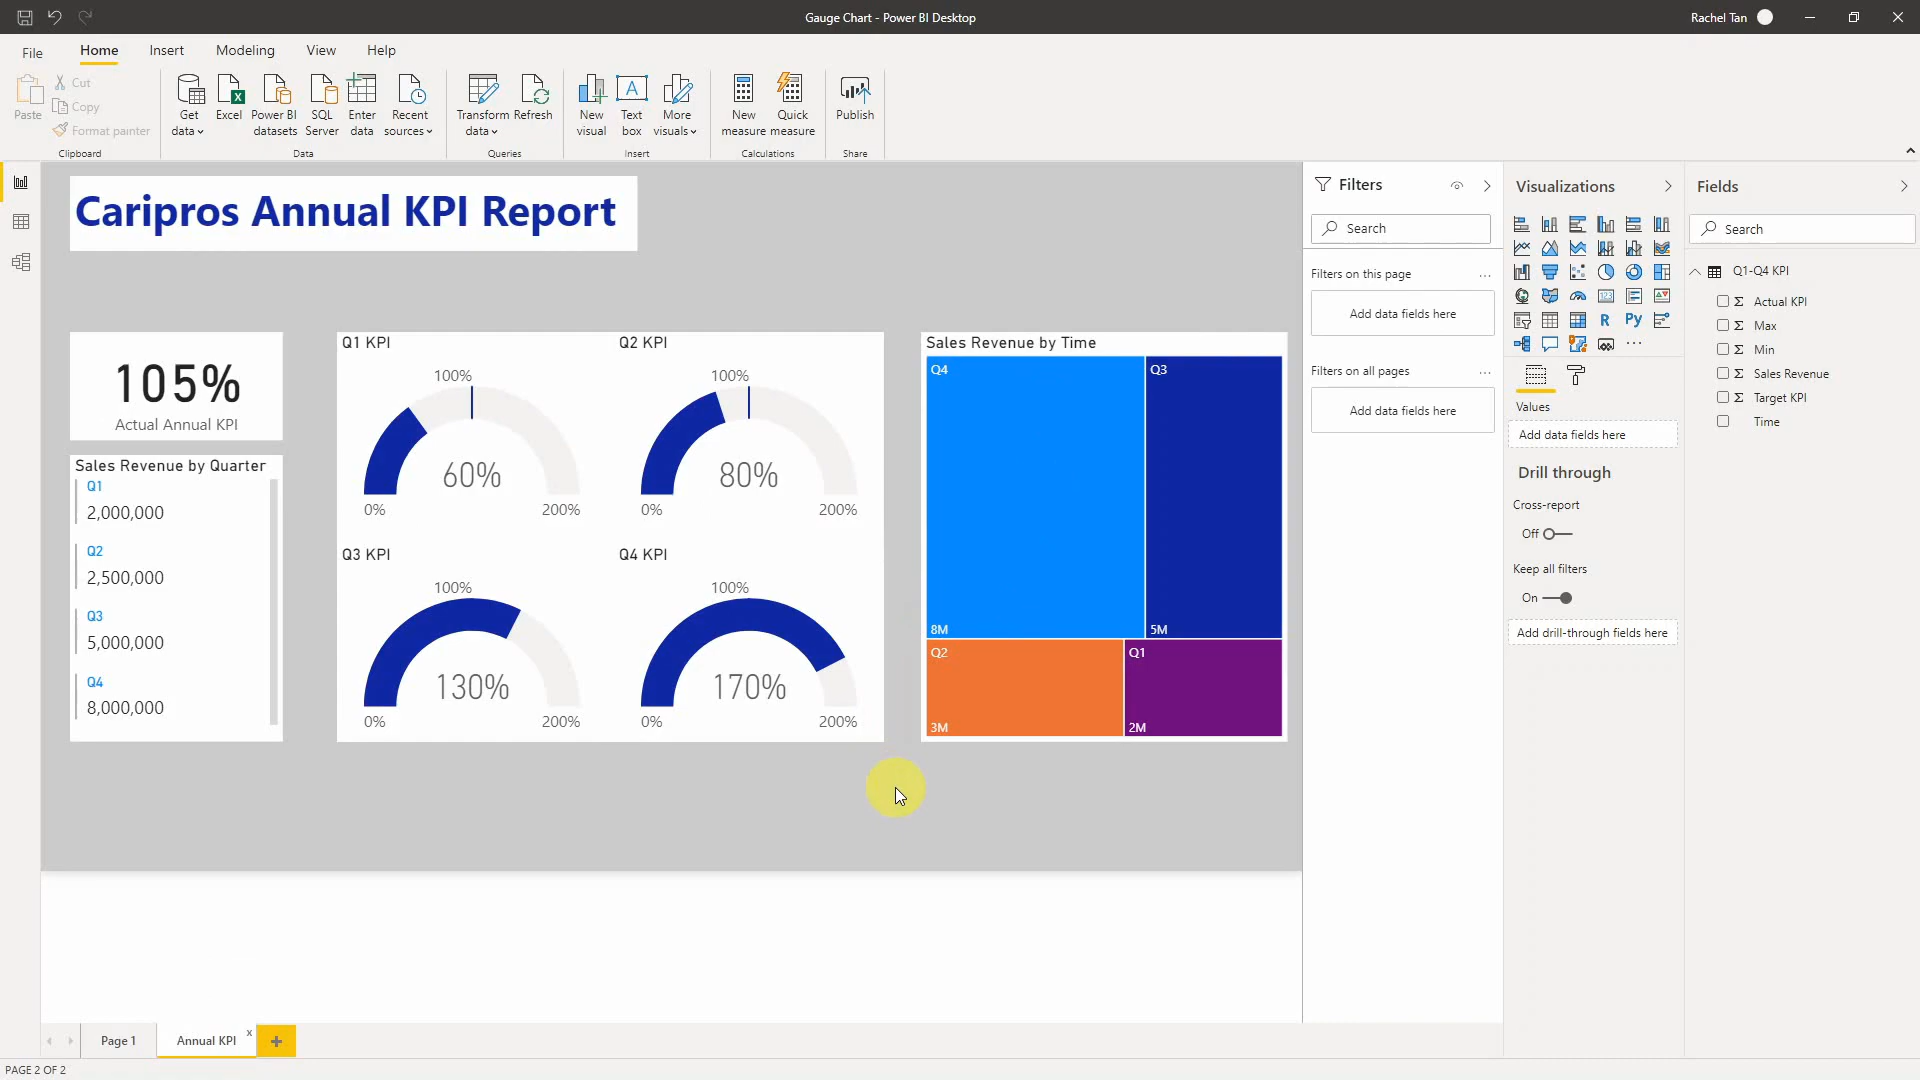 Gauge Chart - Power BI Desktop
Rachel Tan
File
Home
Insert
Modeling
View
Help
Paste
Cut
Copy
Format painter
Clipboard
Get data
Excel
Power BI datasets
SQL Server
Enter data
Recent sources
Data
Transform data
Refresh
Queries
New visual
Text box
More visuals
Insert
New measure
Quick measure
Calculations
Publish
Share
Caripros Annual KPI Report
105%
Actual Annual KPI
Sales Revenue by Quarter
Q1
2,000,000
Q2
2,500,000
Q3
5,000,000
Q4
8,000,000
Q1 KPI
100%
60%
0%
200%
Q2 KPI
100%
80%
0%
200%
Q3 KPI
100%
130%
0%
200%
Q4 KPI
100%
170%
0%
200%
Sales Revenue by Time
Q4
8M
Q3
5M
Q2
3M
Q1
2M
Filters
Search
Filters on this page
Add data fields here
Filters on all pages
Add data fields here
Visualizations
R
Py
Values
Add data fields here
Drill through
Cross-report
Off
Keep all filters
On
Add drill-through fields here
Fields
Search
Q1-Q4 KPI
Actual KPI
Max
Min
Sales Revenue
Target KPI
Time
Page 1
Annual KPI
PAGE 2 OF 2